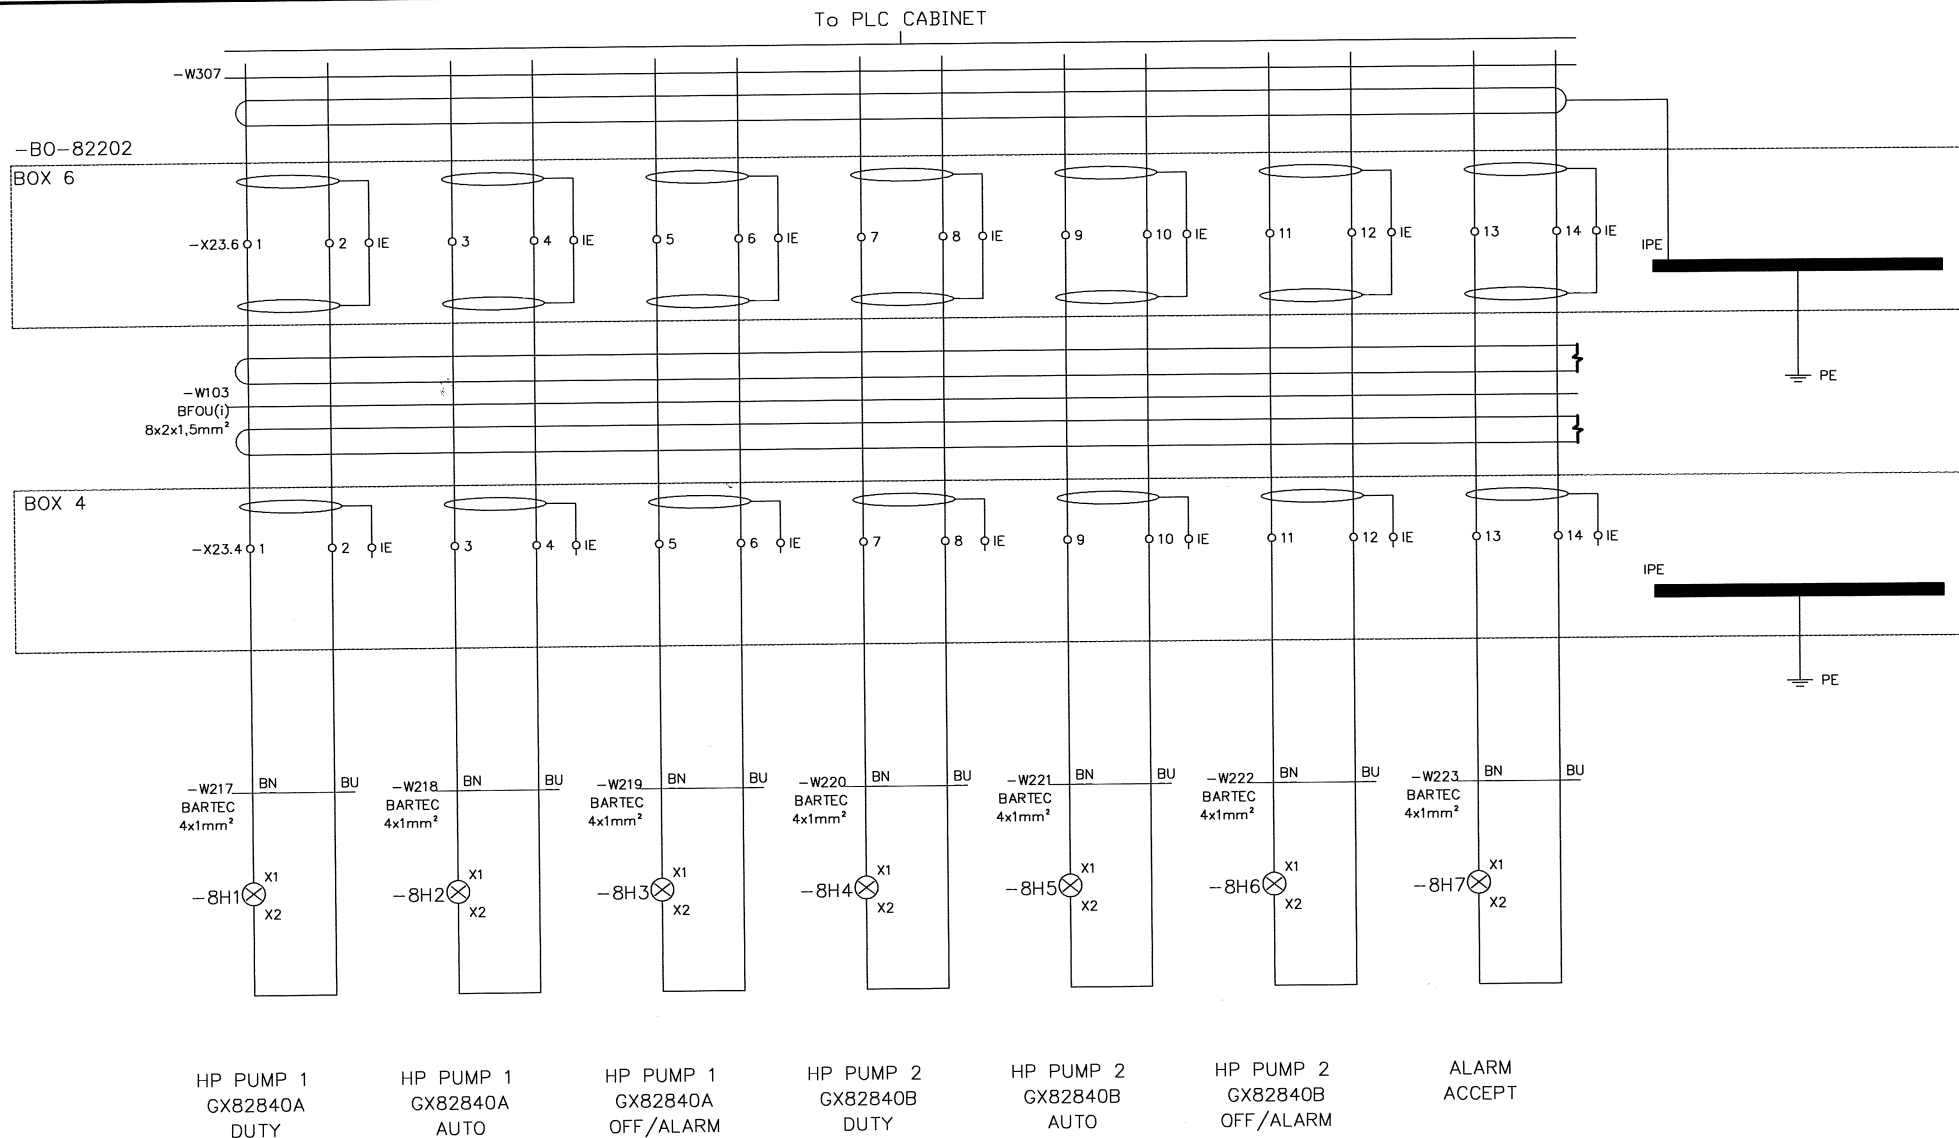 To PLC CABINET
-W307
-BO-82202
BOX 6
-X23.6 1 2 IE 3 4 IE 5 6 IE 7 8 IE 9 10 IE 11 12 IE 13 14 IE
IPE
PE
-W103
BFOU(i)
8x2x1,5mm²
BOX 4
-X23.4 1 2 IE 3 4 IE 5 6 IE 7 8 IE 9 10 IE 11 12 IE 13 14 IE
IPE
PE
-W217 BN BU -W218 BN BU -W219 BN BU -W220 BN BU -W221 BN BU -W222 BN BU -W223 BN BU
BARTEC BARTEC BARTEC BARTEC BARTEC BARTEC BARTEC
4x1mm² 4x1mm² 4x1mm² 4x1mm² 4x1mm² 4x1mm² 4x1mm²
X1 X1 X1 X1 X1 X1 X1
-8H1 -8H2 -8H3 -8H4 -8H5 -8H6 -8H7
X2 X2 X2 X2 X2 X2 X2
HP PUMP 1
GX82840A
DUTY
HP PUMP 1
GX82840A
AUTO
HP PUMP 1
GX82840A
OFF/ALARM
HP PUMP 2
GX82840B
DUTY
HP PUMP 2
GX82840B
AUTO
HP PUMP 2
GX82840B
OFF/ALARM
ALARM
ACCEPT